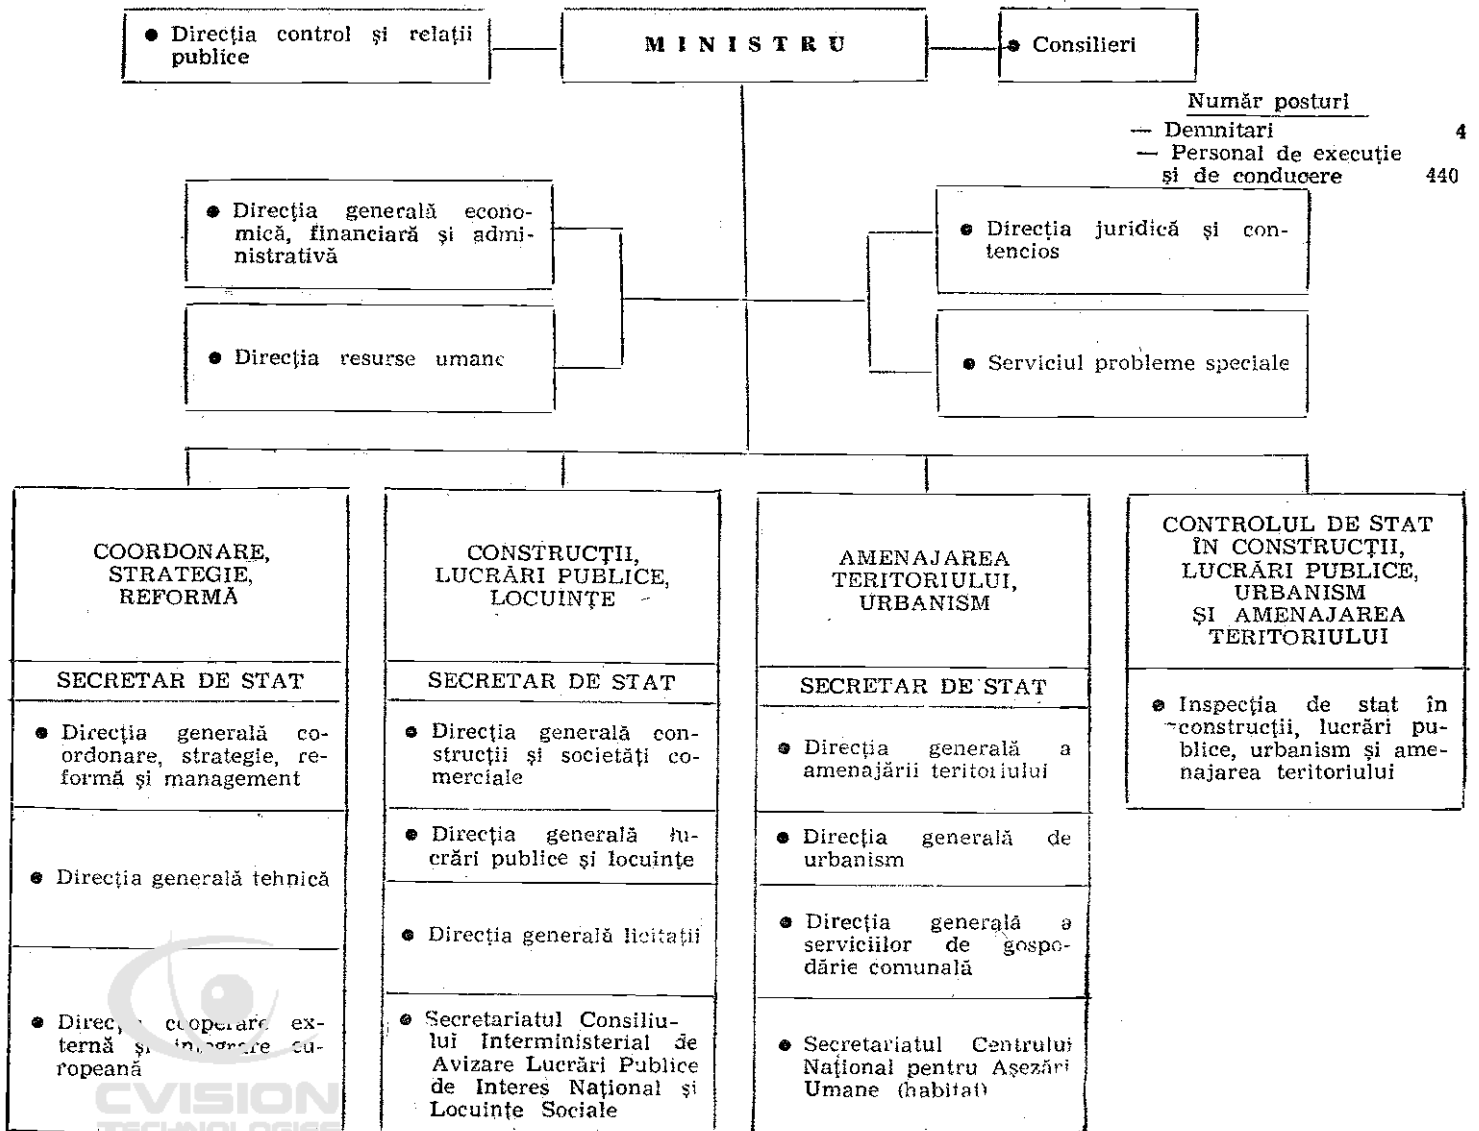 ● Direcția control și relații
publice
MINISTRU
● Consilieri
Număr posturi
— Demnitari 4
— Personal de execuție
și de conducere 440
● Direcția generală econo-
mică, financiară și admi-
nistrativă
● Direcția juridică și con-
tencios
● Direcția resurse umane
● Serviciul probleme speciale
COORDONARE,
STRATEGIE,
REFORMĂ
SECRETAR DE STAT
● Direcția generală co-
ordonare, strategie, re-
formă și management
● Direcția generală tehnică
● Direcția cooperare ex-
ternă și integrare eu-
ropeană
CONSTRUCȚII,
LUCRĂRI PUBLICE,
LOCUINȚE
SECRETAR DE STAT
● Direcția generală con-
strucții și societăți co-
merciale
● Direcția generală lu-
crări publice și locuințe
● Direcția generală licitații
● Secretariatul Consiliu-
lui Interministerial de
Avizare Lucrări Publice
de Interes Național și
Locuințe Sociale
AMENAJAREA
TERITORIULUI,
URBANISM
SECRETAR DE STAT
● Direcția generală a
amenajării teritoriului
● Direcția generală de
urbanism
● Direcția generală a
serviciilor de gospo-
dărie comunală
● Secretariatul Centrului
Național pentru Așezări
Umane (habitat)
CONTROLUL DE STAT
ÎN CONSTRUCȚII,
LUCRĂRI PUBLICE,
URBANISM
ȘI AMENAJAREA
TERITORIULUI
● Inspecția de stat în
construcții, lucrări pu-
blice, urbanism și ame-
najarea teritoriului
CVISION
TECHNOLOGIES